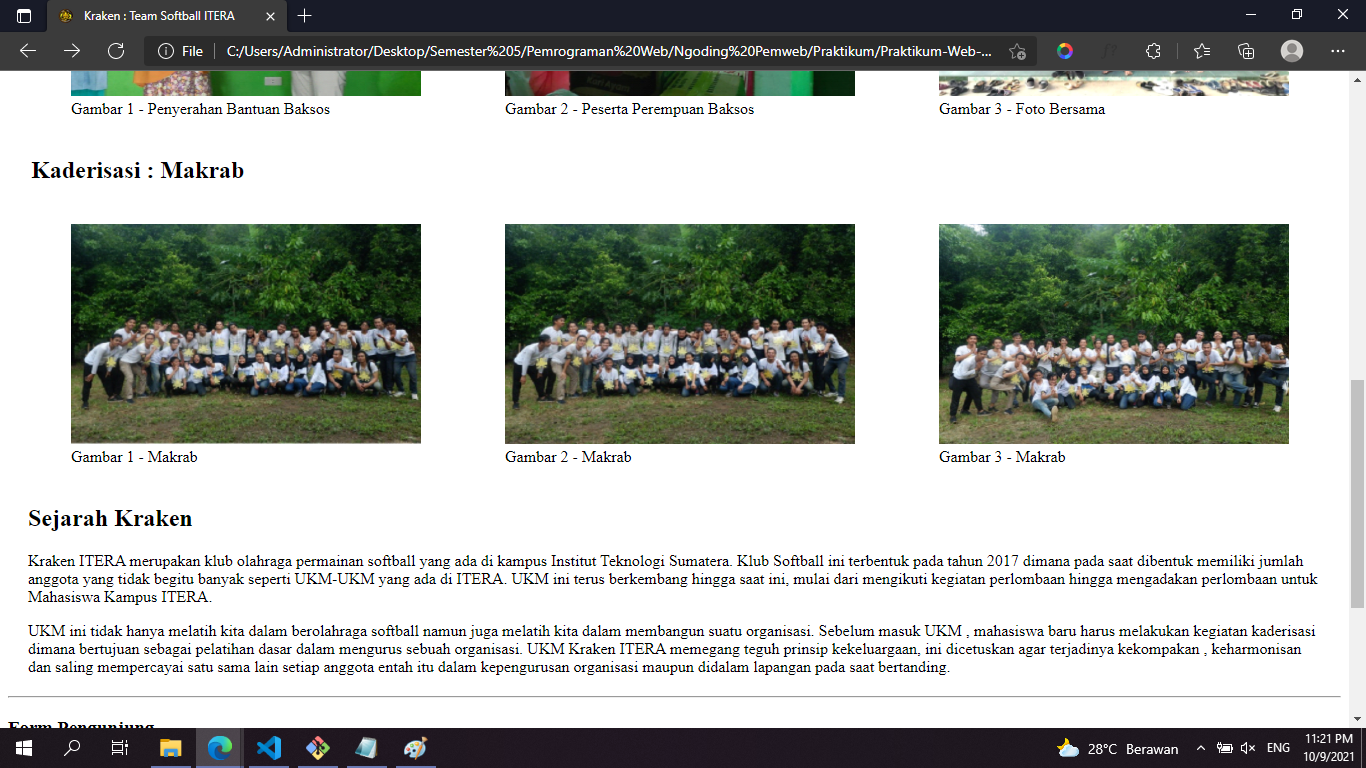 Kraken : Team Softball ITERA
File
C:/Users/Administrator/Desktop/Semester%205/Pemrograman%20Web/Ngoding%20Pemweb/Praktikum/Praktikum-Web-...
Gambar 1 - Penyerahan Bantuan Baksos
Gambar 2 - Peserta Perempuan Baksos
Gambar 3 - Foto Bersama
Kaderisasi : Makrab
Gambar 1 - Makrab
Gambar 2 - Makrab
Gambar 3 - Makrab
Sejarah Kraken
Kraken ITERA merupakan klub olahraga permainan softball yang ada di kampus Institut Teknologi Sumatera. Klub Softball ini terbentuk pada tahun 2017 dimana pada saat dibentuk memiliki jumlah
anggota yang tidak begitu banyak seperti UKM-UKM yang ada di ITERA. UKM ini terus berkembang hingga saat ini, mulai dari mengikuti kegiatan perlombaan hingga mengadakan perlombaan untuk
Mahasiswa Kampus ITERA.
UKM ini tidak hanya melatih kita dalam berolahraga softball namun juga melatih kita dalam membangun suatu organisasi. Sebelum masuk UKM , mahasiswa baru harus melakukan kegiatan kaderisasi
dimana bertujuan sebagai pelatihan dasar dalam mengurus sebuah organisasi. UKM Kraken ITERA memegang teguh prinsip kekeluargaan, ini dicetuskan agar terjadinya kekompakan , keharmonisan
dan saling mempercayai satu sama lain setiap anggota entah itu dalam kepengurusan organisasi maupun didalam lapangan pada saat bertanding.
Form Pengunjung
28°C Berawan
ENG
11:21 PM
10/9/2021